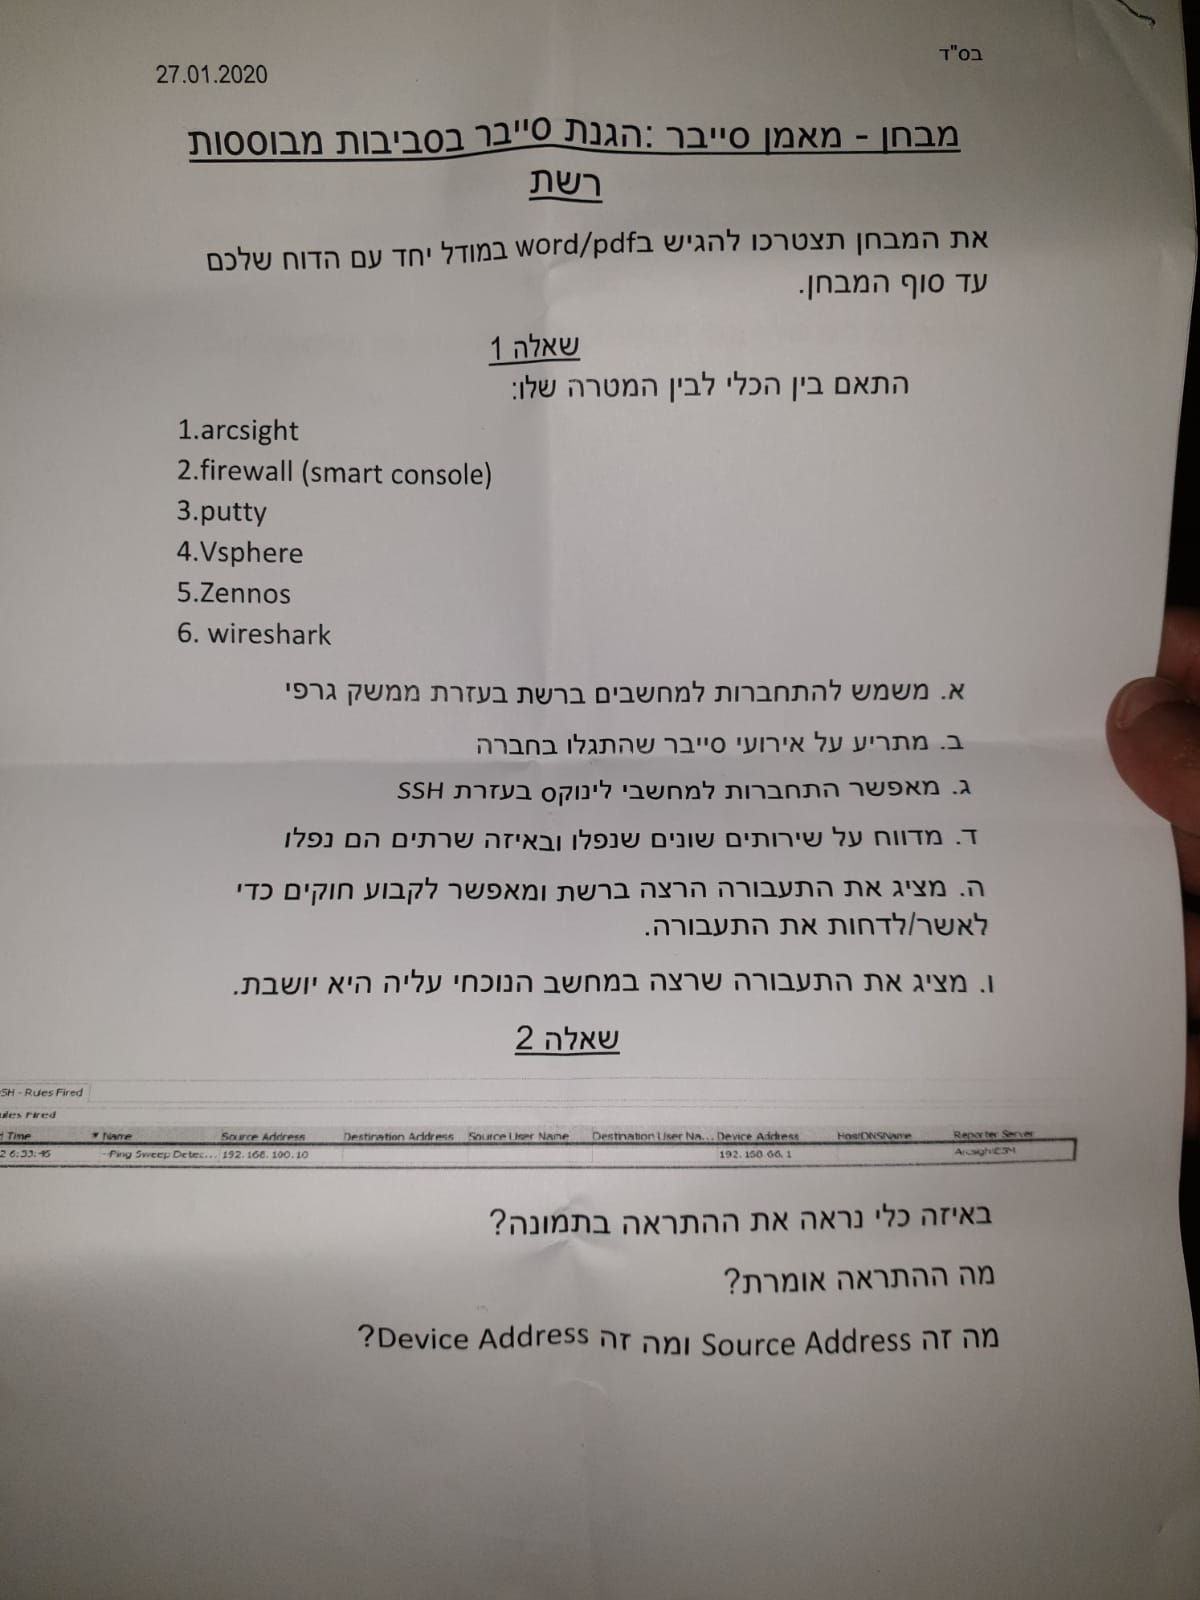 בס"ד
27.01.2020
מבחן - מאמן סייבר :הגנת סייבר בסביבות מבוססות
רשת
את המבחן תצטרכו להגיש בword/pdf במודל יחד עם הדוח שלכם
עד סוף המבחן.
שאלה 1
התאם בין הכלי לבין המטרה שלו:
1.arcsight
2.firewall (smart console)
3.putty
4.Vsphere
5.Zennos
6. wireshark
א. משמש להתחברות למחשבים ברשת בעזרת ממשק גרפי
ב. מתריע על אירועי סייבר שהתגלו בחברה
ג. מאפשר התחברות למחשבי לינוקס בעזרת SSH
ד. מדווח על שירותים שונים שנפלו ובאיזה שרתים הם נפלו
ה. מציג את התעבורה הרצה ברשת ומאפשר לקבוע חוקים כדי
לאשר/לדחות את התעבורה.
ו. מציג את התעבורה שרצה במחשב הנוכחי עליה היא יושבת.
שאלה 2
SH - Rules Fired
ules Fired
Time Name Source Address Destination Address Source User Name Destination User Na... Device Address HostDNSName Reporter Server
6:33:46 Ping Sweep Detec... 192.168.100.10 192.168.66.1 ArcsightESM
באיזה כלי נראה את ההתראה בתמונה?
מה ההתראה אומרת?
מה זה Source Address ומה זה Device Address?